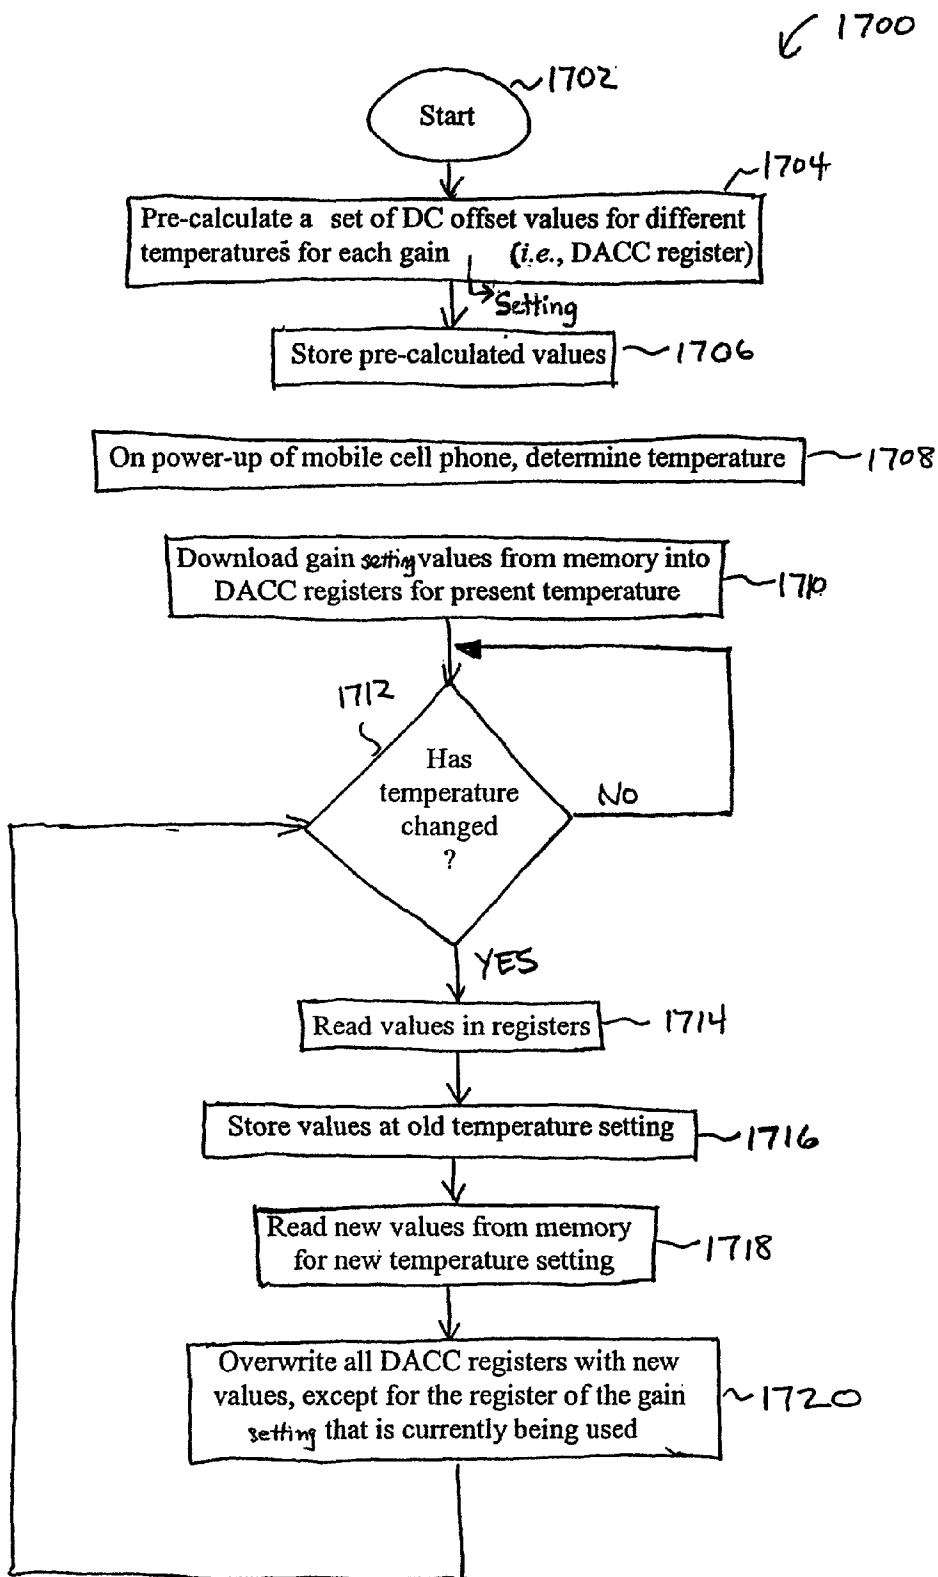 1700
1702
Start
1704
Pre-calculate a set of DC offset values for different
temperatures for each gain (i.e., DACC register)
Setting
Store pre-calculated values
1706
On power-up of mobile cell phone, determine temperature
1708
Download gain setting values from memory into
DACC registers for present temperature
1710
1712
Has
temperature
changed
?
NO
YES
Read values in registers
1714
Store values at old temperature setting
1716
Read new values from memory
for new temperature setting
1718
Overwrite all DACC registers with new
values, except for the register of the gain
setting that is currently being used
1720